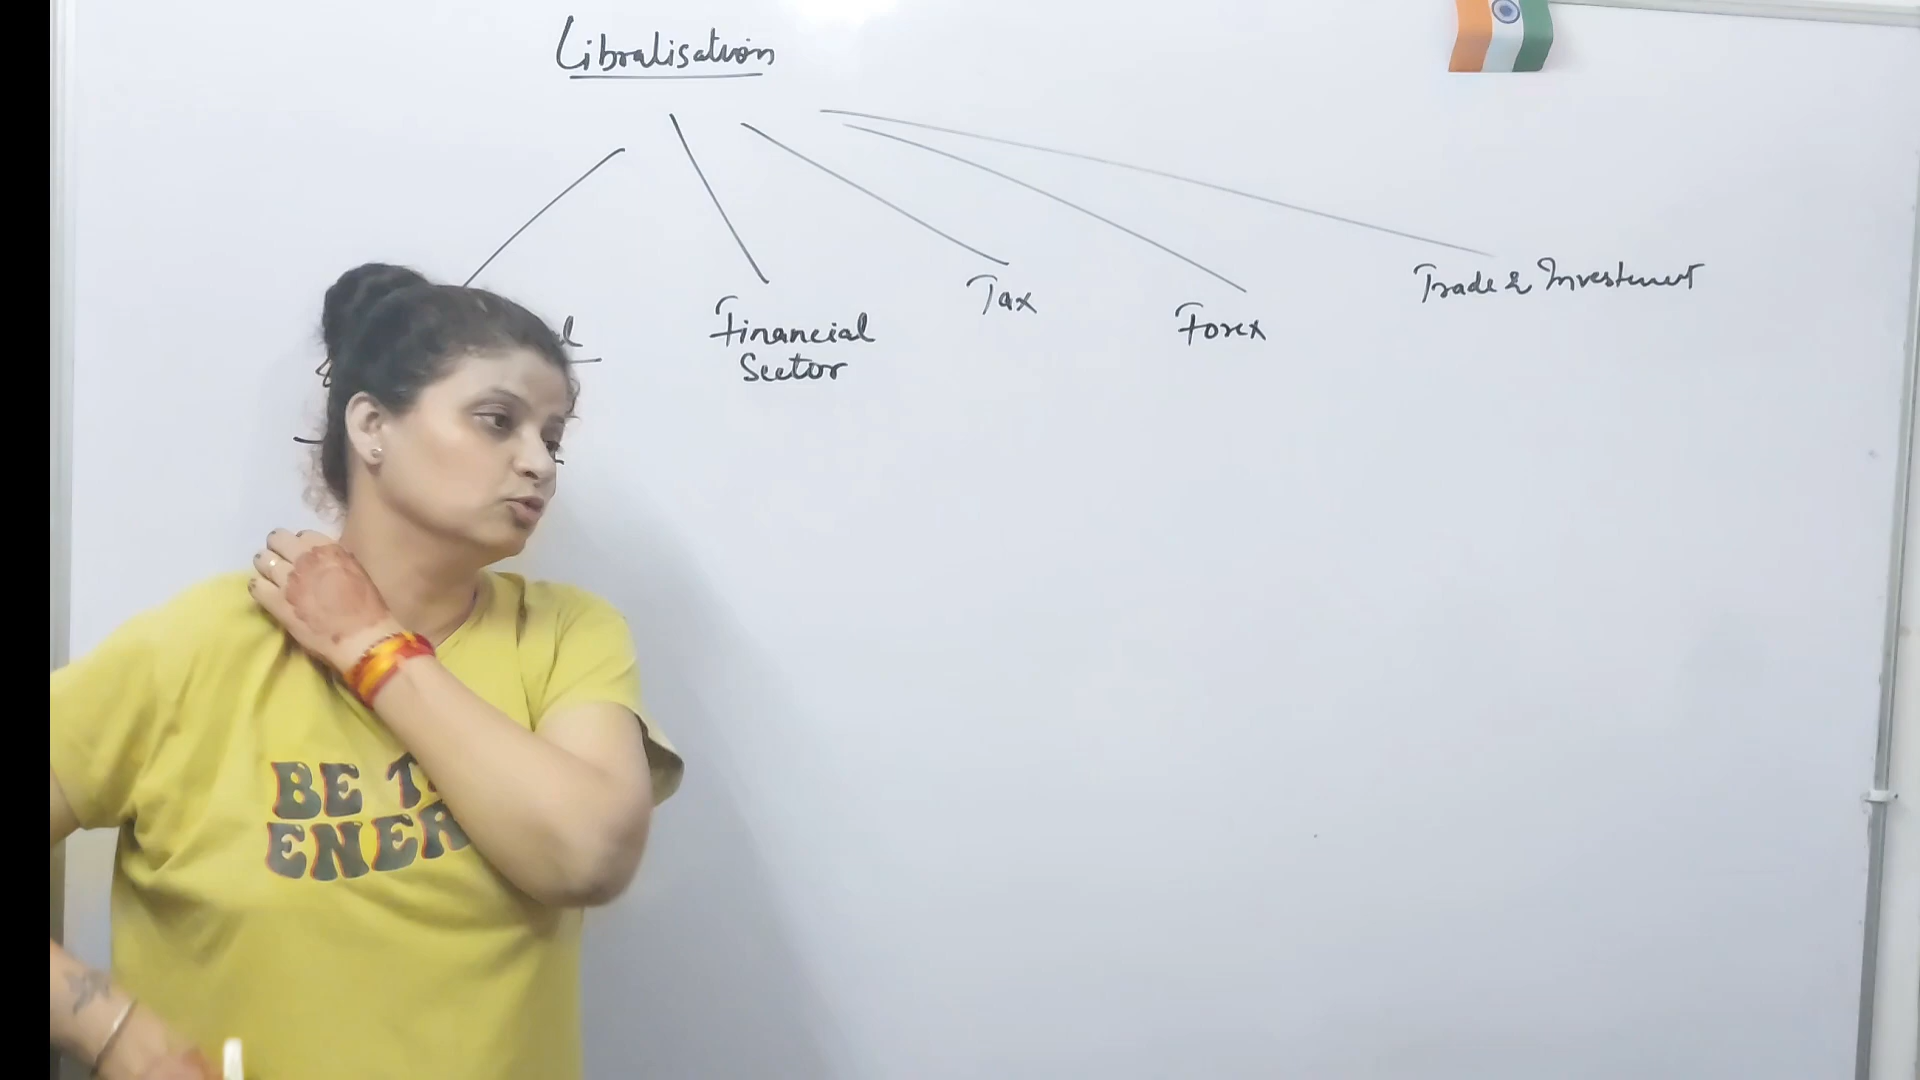 Libralisation
Financial
Sector
Tax
Forex
Trade & Investment
BE
ENER